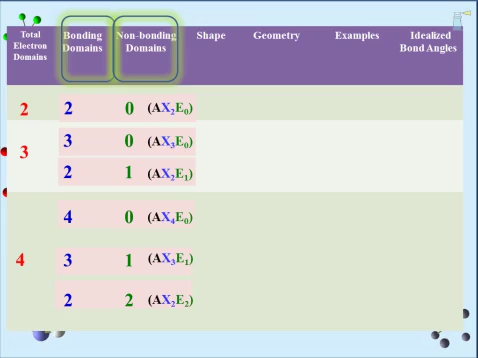 Total Electron Domains Bonding Domains Non-bonding Domains Shape Geometry Examples Idealized Bond Angles
2 2 0 (AX₂E₀)
3 3 0 (AX₃E₀)
2 1 (AX₂E₁)
4 0 (AX₄E₀)
4 3 1 (AX₃E₁)
2 2 (AX₂E₂)